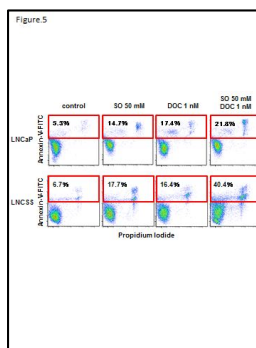 Figure.5
control SO 50 mM DOC 1 nM SO 50 mM DOC 1 nM
LNCaP
Annexin-V-FITC
5.3% 14.7% 17.4% 21.8%
LNCSS
Annexin-V-FITC
6.7% 17.7% 16.4% 40.4%
Propidium Iodide